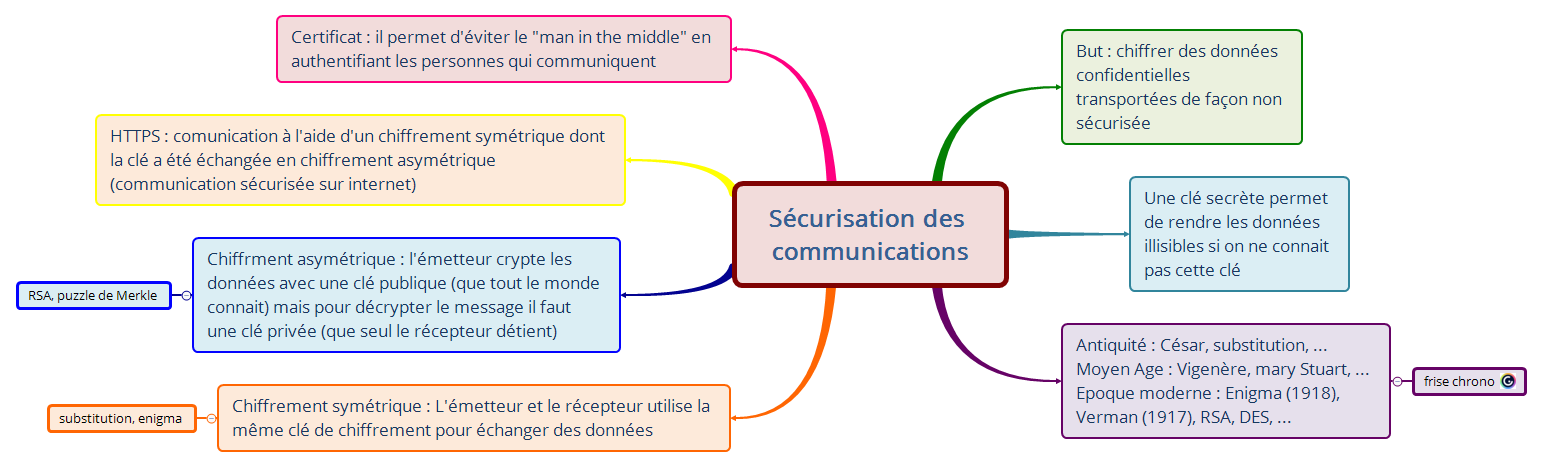 Certificat : il permet d'éviter le "man in the middle" en
authentifiant les personnes qui communiquent
HTTPS : comunication à l'aide d'un chiffrement symétrique dont
la clé a été échangée en chiffrement asymétrique
(communication sécurisée sur internet)
Chiffrment asymétrique : l'émetteur crypte les
données avec une clé publique (que tout le monde
connait) mais pour décrypter le message il faut
une clé privée (que seul le récepteur détient)
RSA, puzzle de Merkle
Chiffrement symétrique : L'émetteur et le récepteur utilise la
même clé de chiffrement pour échanger des données
substitution, enigma
Sécurisation des
communications
But : chiffrer des données
confidentielles
transportées de façon non
sécurisée
Une clé secrète permet
de rendre les données
illisibles si on ne connait
pas cette clé
Antiquité : César, substitution, ...
Moyen Age : Vigenère, mary Stuart, ...
Epoque moderne : Enigma (1918),
Verman (1917), RSA, DES, ...
frise chrono